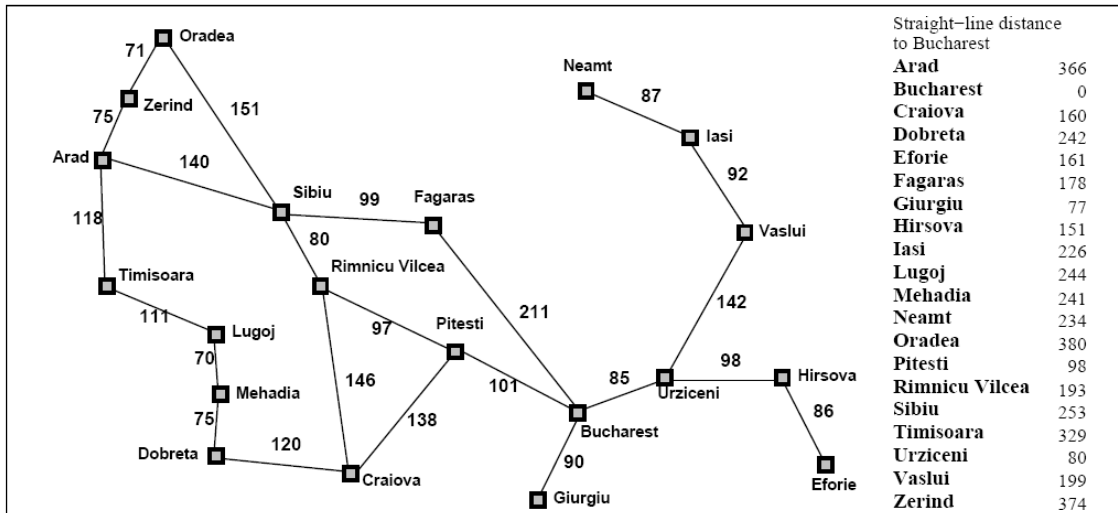 Oradea
71
Neamt
87
Zerind
151
75
Iasi
Arad
140
92
Sibiu
99
Fagaras
118
80
Vaslui
Rimnicu Vilcea
Timisoara
142
111
211
Lugoj
97
Pitesti
70
98
Hirsova
146
85
Urziceni
Mehadia
101
86
75
138
Bucharest
120
Dobreta
90
Craiova
Eforie
Giurgiu
Straight−line distance
to Bucharest
Arad 366
Bucharest 0
Craiova 160
Dobreta 242
Eforie 161
Fagaras 178
Giurgiu 77
Hirsova 151
Iasi 226
Lugoj 244
Mehadia 241
Neamt 234
Oradea 380
Pitesti 98
Rimnicu Vilcea 193
Sibiu 253
Timisoara 329
Urziceni 80
Vaslui 199
Zerind 374